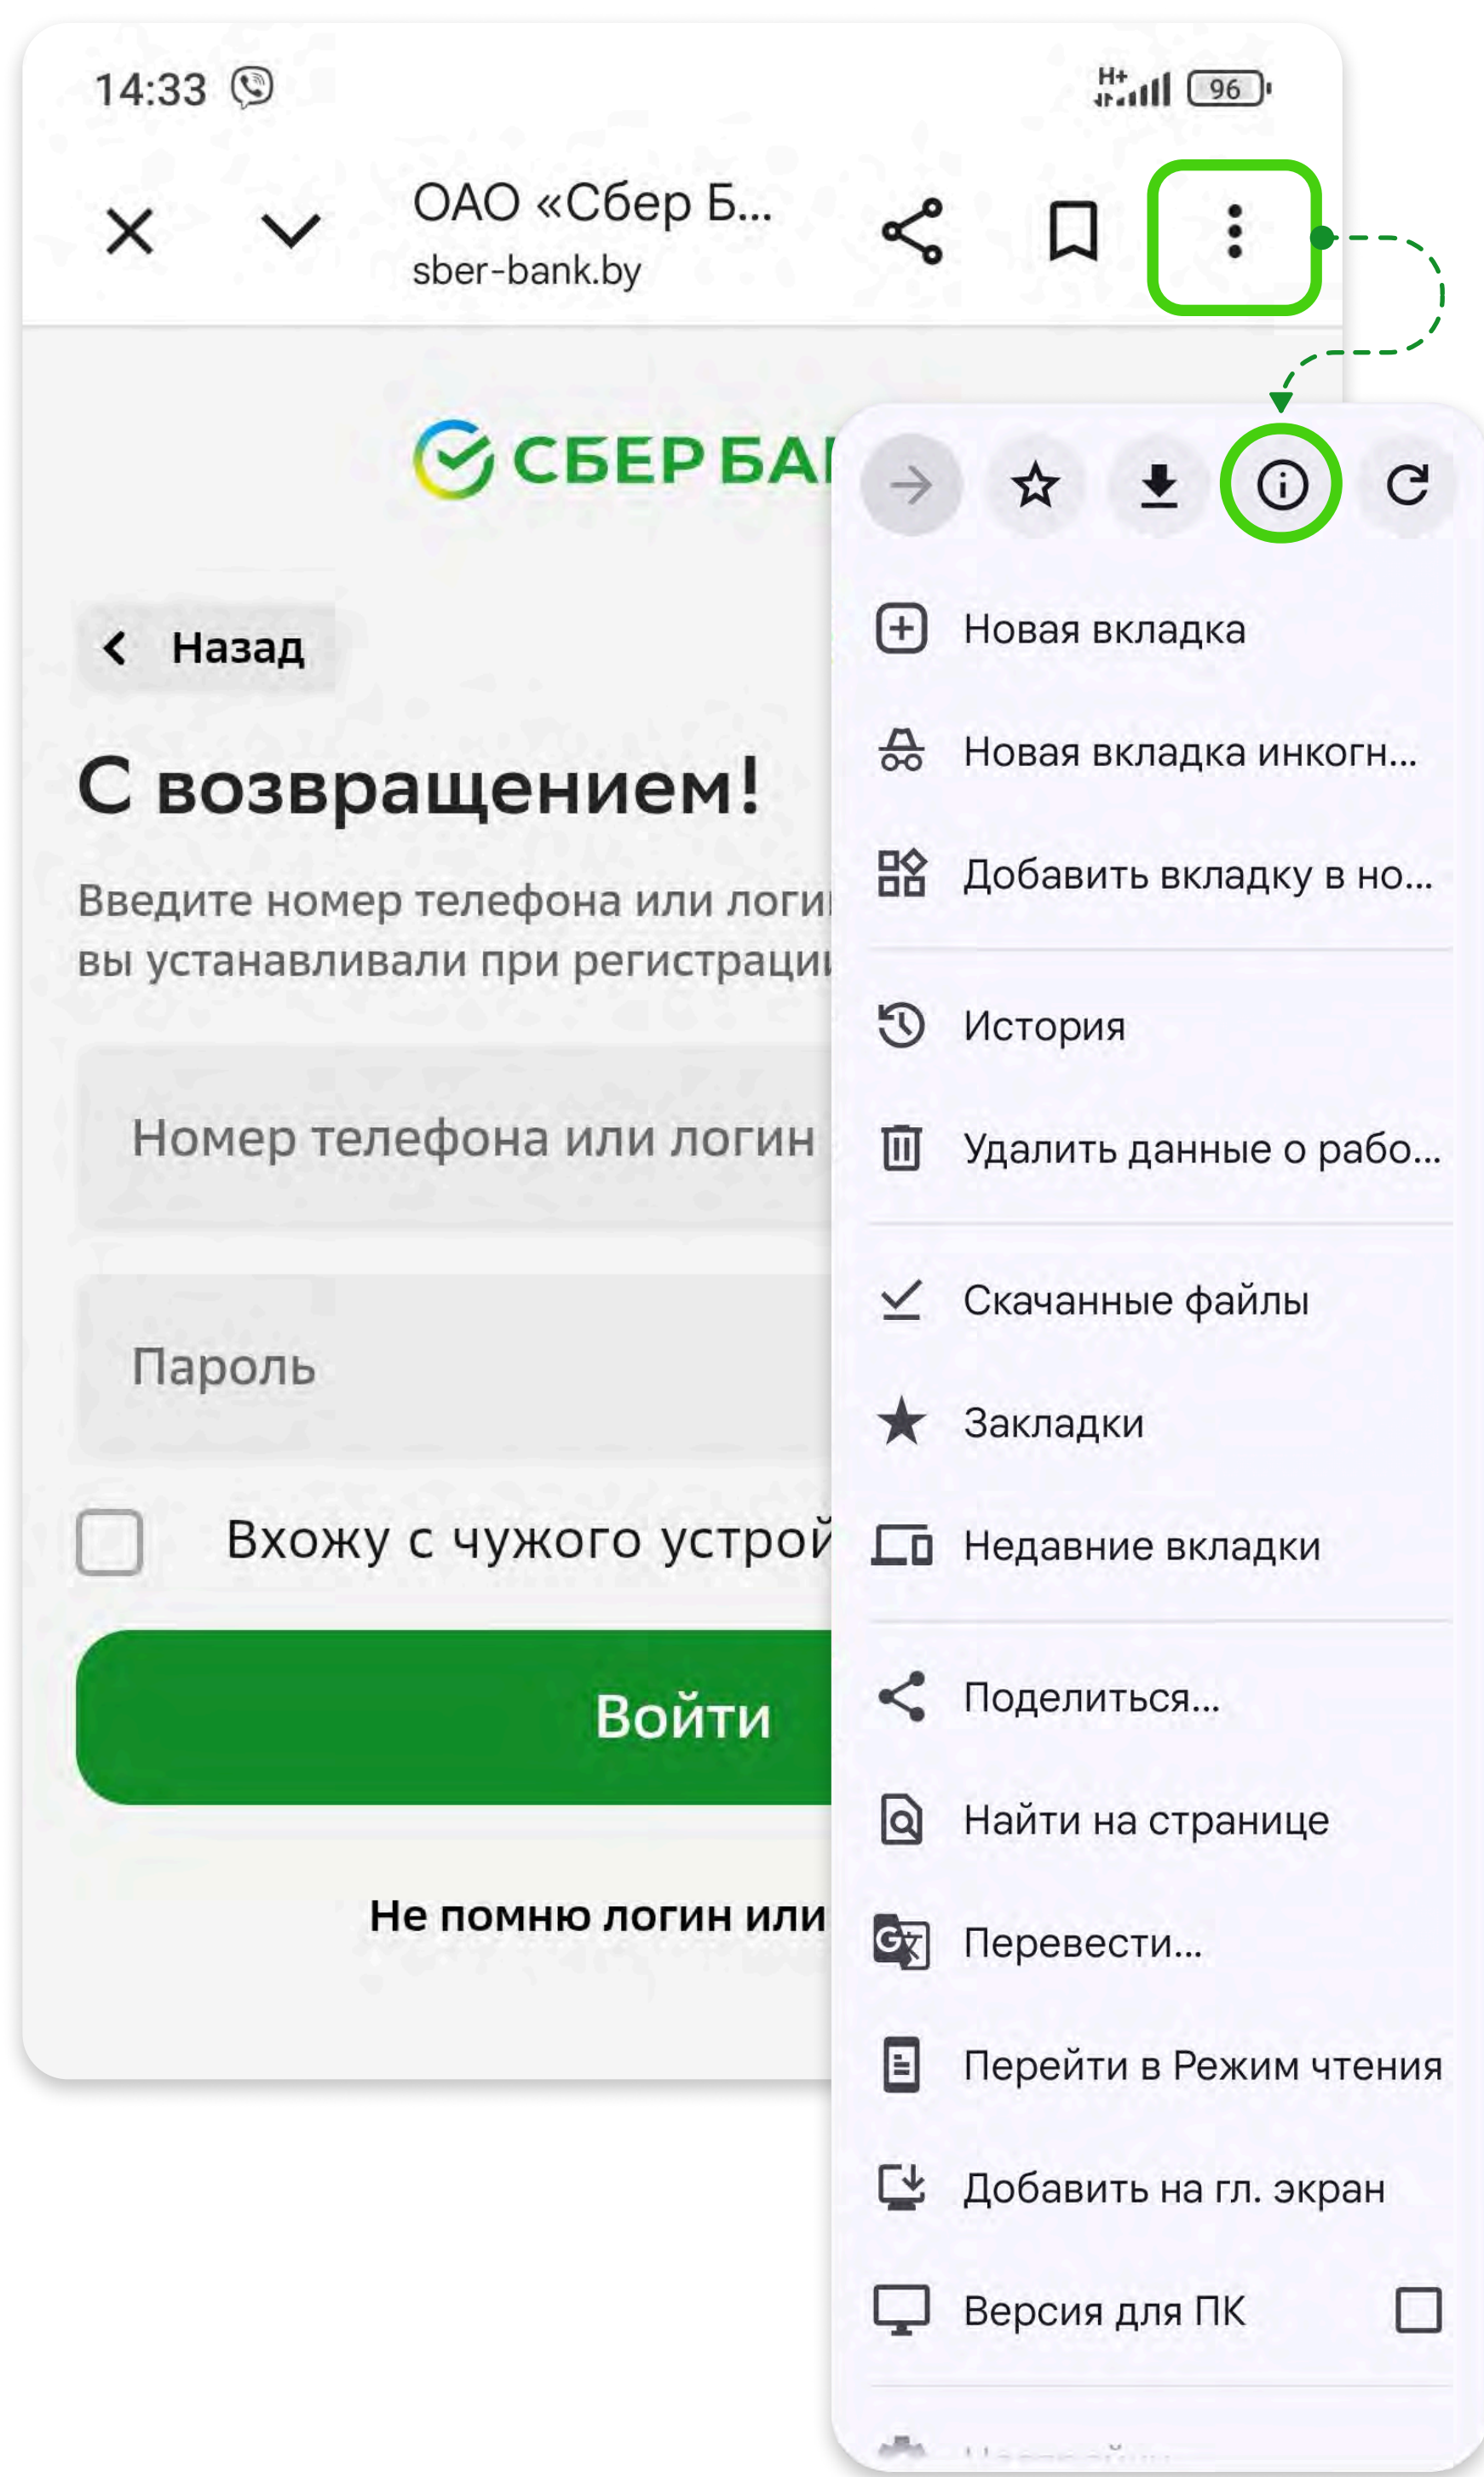 14:33
H+
96
ОАО «Сбер Б...
sber-bank.by
СБЕР БА
Назад
С возвращением!
Введите номер телефона или
вы устанавливали при
Номер телефона или логин
Пароль
Вхожу с чужого
Войти
Не помню логин или
Новая вкладка
Новая вкладка инкогн...
Добавить вкладку в но...
История
Удалить данные о рабо...
Скачанные файлы
Закладки
Недавние вкладки
Поделиться...
Найти на странице
Перевести...
Перейти в Режим чтения
Добавить на гл. экран
Версия для ПК